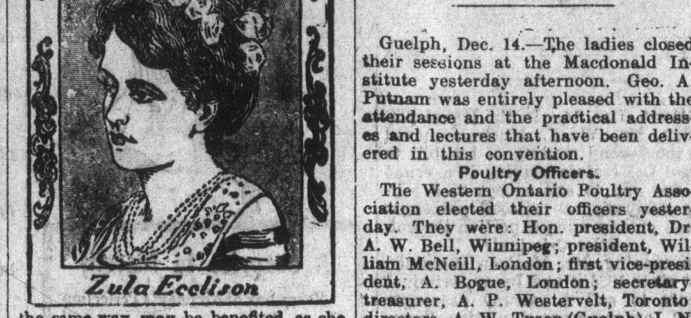 Zula Ecclison
the same way may be benefited, as she
Guelph, Dec. 14.—The ladies closed
their sessions at the Macdonald In-
stitute yesterday afternoon. Geo. A
Putnam was entirely pleased with the
attendance and the practical address-
es and lectures that have been deliv-
ered in this convention.
Poultry Officers.
The Western Ontario Poultry Asso
ciation elected their officers yester
day. They were: Hon. president, Dr
A. W. Bell, Winnipeg; president, Wil
liam McNeill, London; first vice-presi
dent, A. Bogue, London; secretary
treasurer, A. P. Westervelt, Toronto
directors, A. W. Tyson (Guelph) J. N